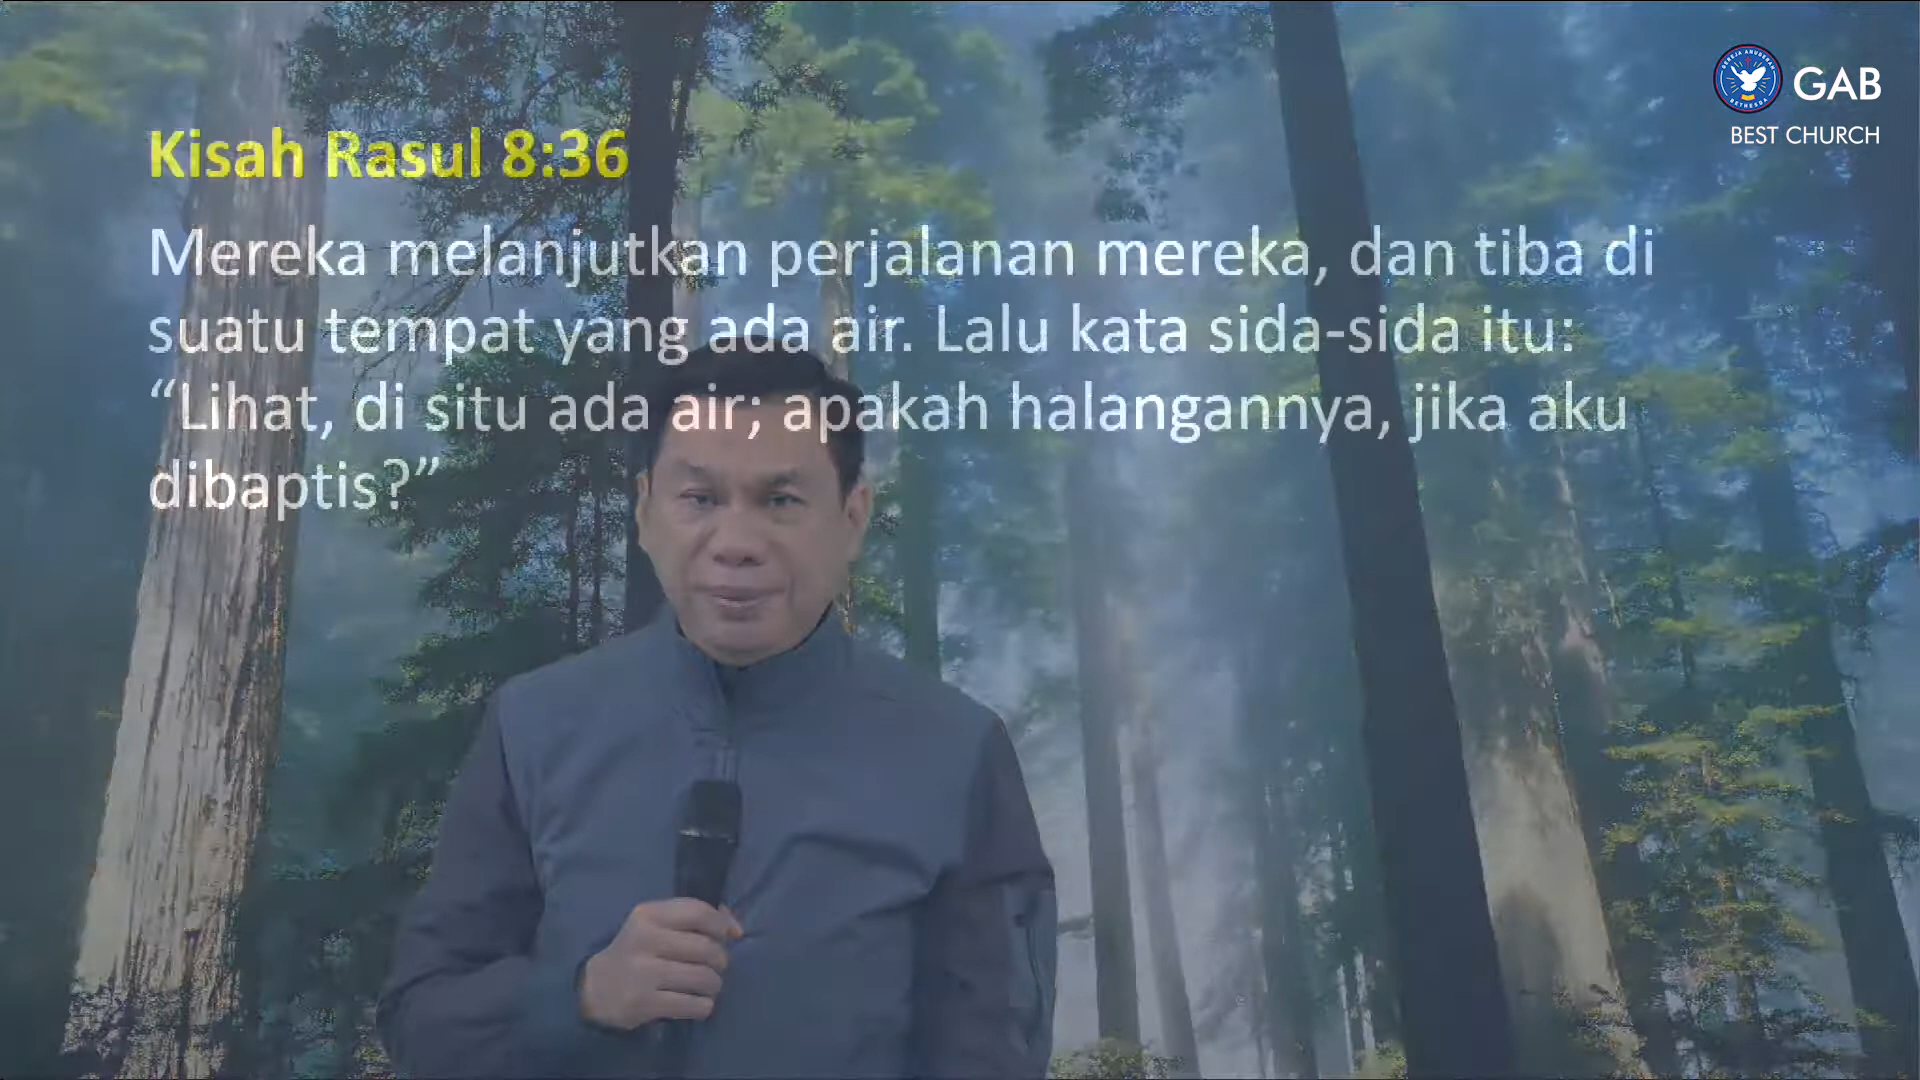 GAB
BEST CHURCH
Kisah Rasul 8:36
Mereka melanjutkan perjalanan mereka, dan tiba di
suatu tempat yang ada air. Lalu kata sida-sida itu:
“Lihat, di situ ada air; apakah halangannya, jika aku
dibaptis?”